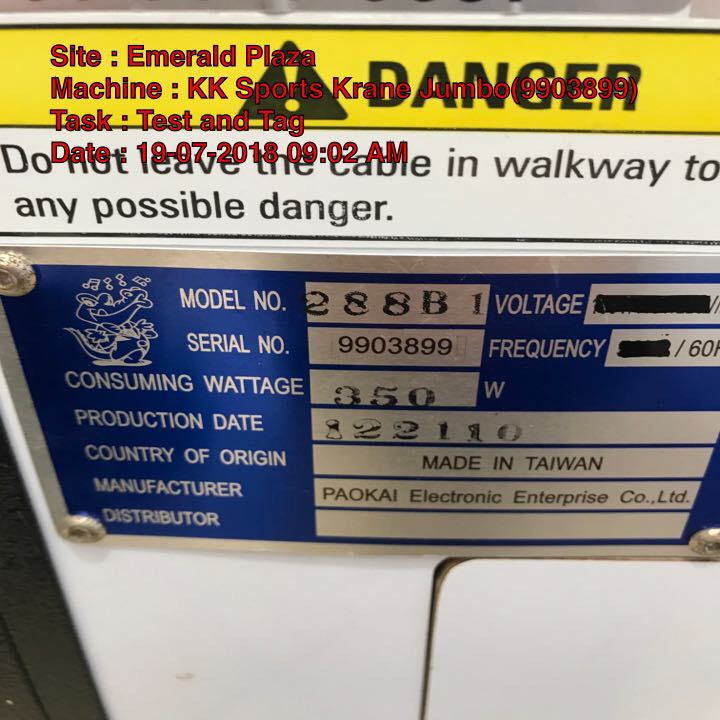 Site : Emerald Plaza
Machine : KK Sports Krane Jumbo(9903899)
Task : Test and Tag
Date : 19-07-2018 09:02 AM
DANGER
Do not leave the cable in walkway to
any possible danger.
MODEL NO. 288B1 VOLTAGE
SERIAL NO. 9903899 FREQUENCY / 60H
CONSUMING WATTAGE 350 W
PRODUCTION DATE 122110
COUNTRY OF ORIGIN MADE IN TAIWAN
MANUFACTURER PAOKAI Electronic Enterprise Co.,Ltd.
DISTRIBUTOR